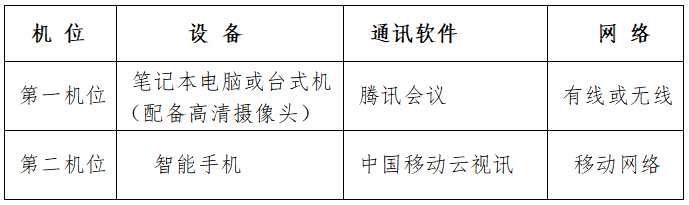 机 位 设 备 通讯软件 网 络
第一机位 笔记本电脑或台式机
（配备高清摄像头） 腾讯会议 有线或无线
第二机位 智能手机 中国移动云视讯 移动网络